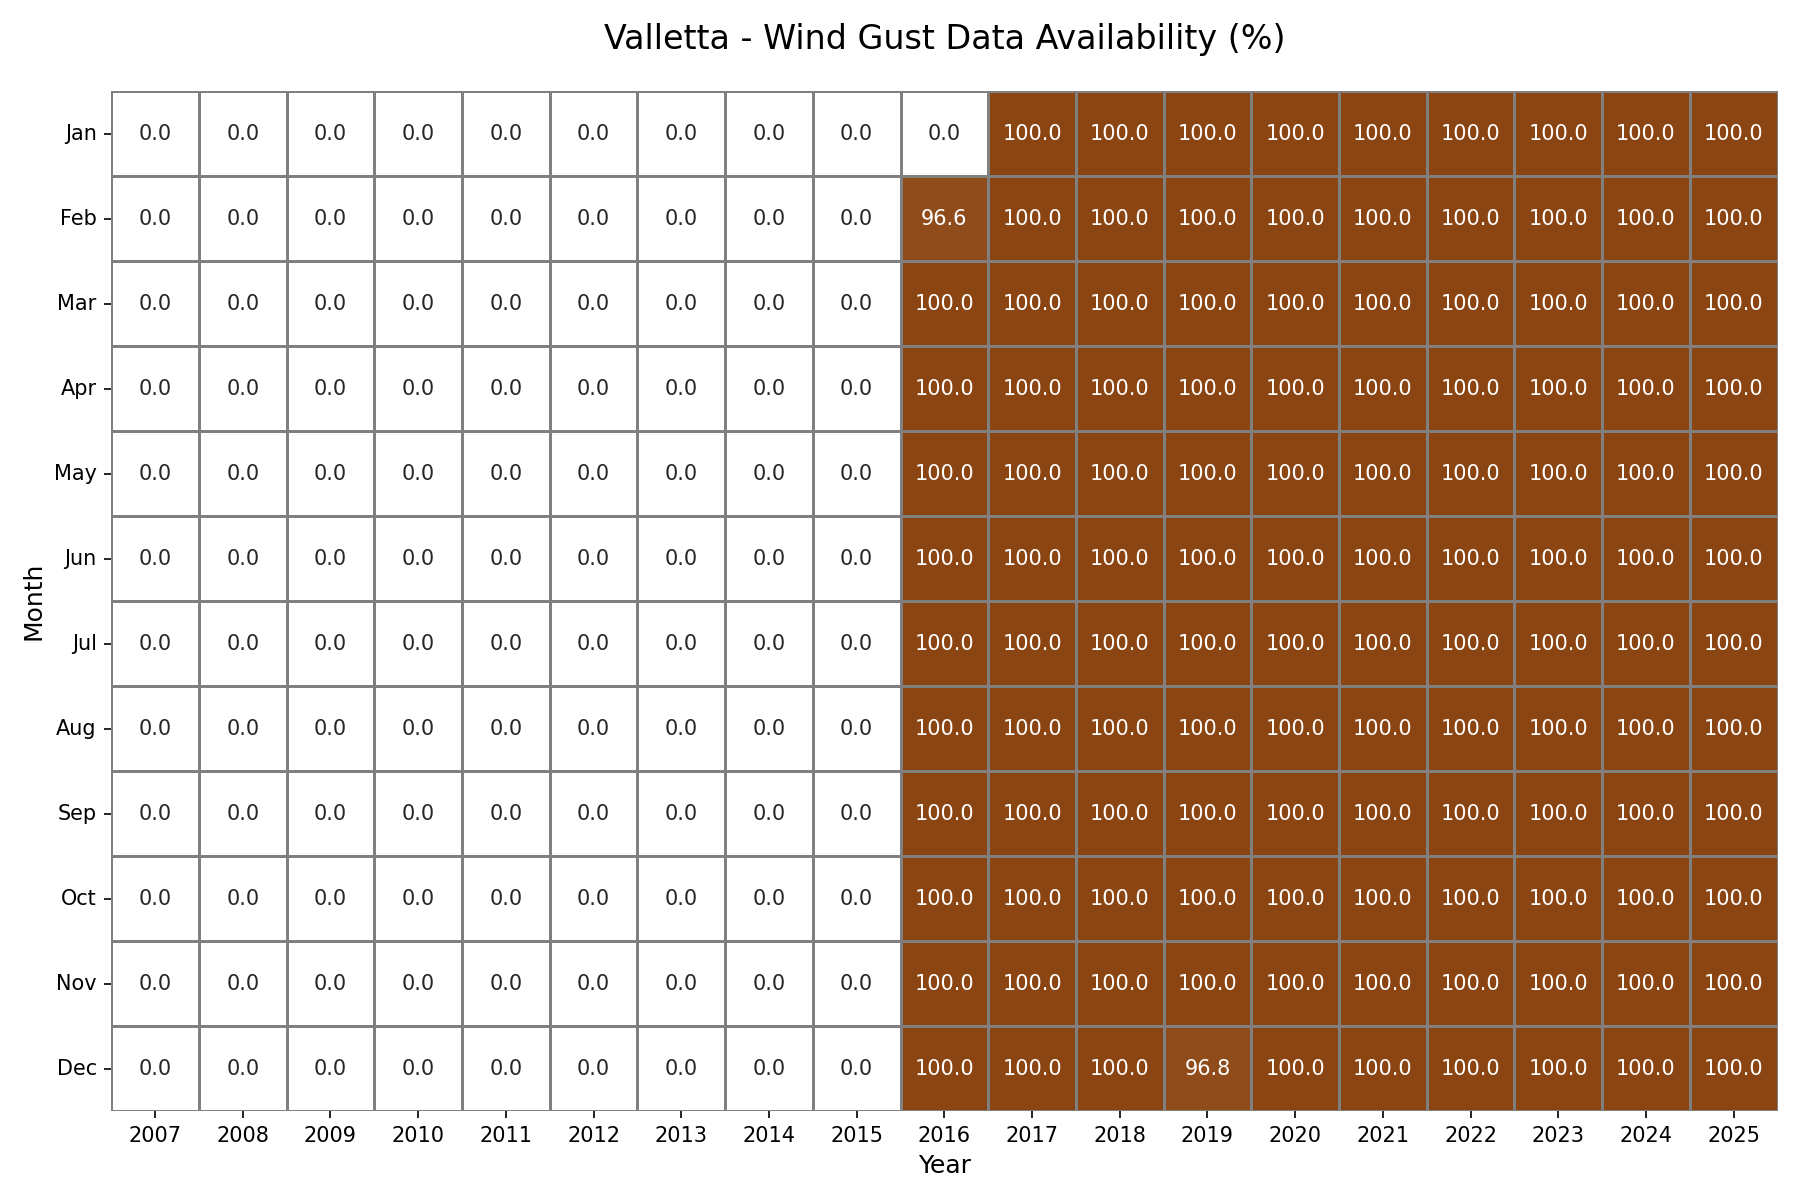 Valletta - Wind Gust Data Availability (%)
Jan 0.0 0.0 0.0 0.0 0.0 0.0 0.0 0.0 0.0 0.0 100.0 100.0 100.0 100.0 100.0 100.0 100.0 100.0 100.0
Feb 0.0 0.0 0.0 0.0 0.0 0.0 0.0 0.0 0.0 96.6 100.0 100.0 100.0 100.0 100.0 100.0 100.0 100.0 100.0
Mar 0.0 0.0 0.0 0.0 0.0 0.0 0.0 0.0 0.0 100.0 100.0 100.0 100.0 100.0 100.0 100.0 100.0 100.0 100.0
Apr 0.0 0.0 0.0 0.0 0.0 0.0 0.0 0.0 0.0 100.0 100.0 100.0 100.0 100.0 100.0 100.0 100.0 100.0 100.0
May 0.0 0.0 0.0 0.0 0.0 0.0 0.0 0.0 0.0 100.0 100.0 100.0 100.0 100.0 100.0 100.0 100.0 100.0 100.0
Jun 0.0 0.0 0.0 0.0 0.0 0.0 0.0 0.0 0.0 100.0 100.0 100.0 100.0 100.0 100.0 100.0 100.0 100.0 100.0
Jul 0.0 0.0 0.0 0.0 0.0 0.0 0.0 0.0 0.0 100.0 100.0 100.0 100.0 100.0 100.0 100.0 100.0 100.0 100.0
Aug 0.0 0.0 0.0 0.0 0.0 0.0 0.0 0.0 0.0 100.0 100.0 100.0 100.0 100.0 100.0 100.0 100.0 100.0 100.0
Sep 0.0 0.0 0.0 0.0 0.0 0.0 0.0 0.0 0.0 100.0 100.0 100.0 100.0 100.0 100.0 100.0 100.0 100.0 100.0
Oct 0.0 0.0 0.0 0.0 0.0 0.0 0.0 0.0 0.0 100.0 100.0 100.0 100.0 100.0 100.0 100.0 100.0 100.0 100.0
Nov 0.0 0.0 0.0 0.0 0.0 0.0 0.0 0.0 0.0 100.0 100.0 100.0 100.0 100.0 100.0 100.0 100.0 100.0 100.0
Dec 0.0 0.0 0.0 0.0 0.0 0.0 0.0 0.0 0.0 100.0 100.0 100.0 96.8 100.0 100.0 100.0 100.0 100.0 100.0
2007 2008 2009 2010 2011 2012 2013 2014 2015 2016 2017 2018 2019 2020 2021 2022 2023 2024 2025
Year
Month